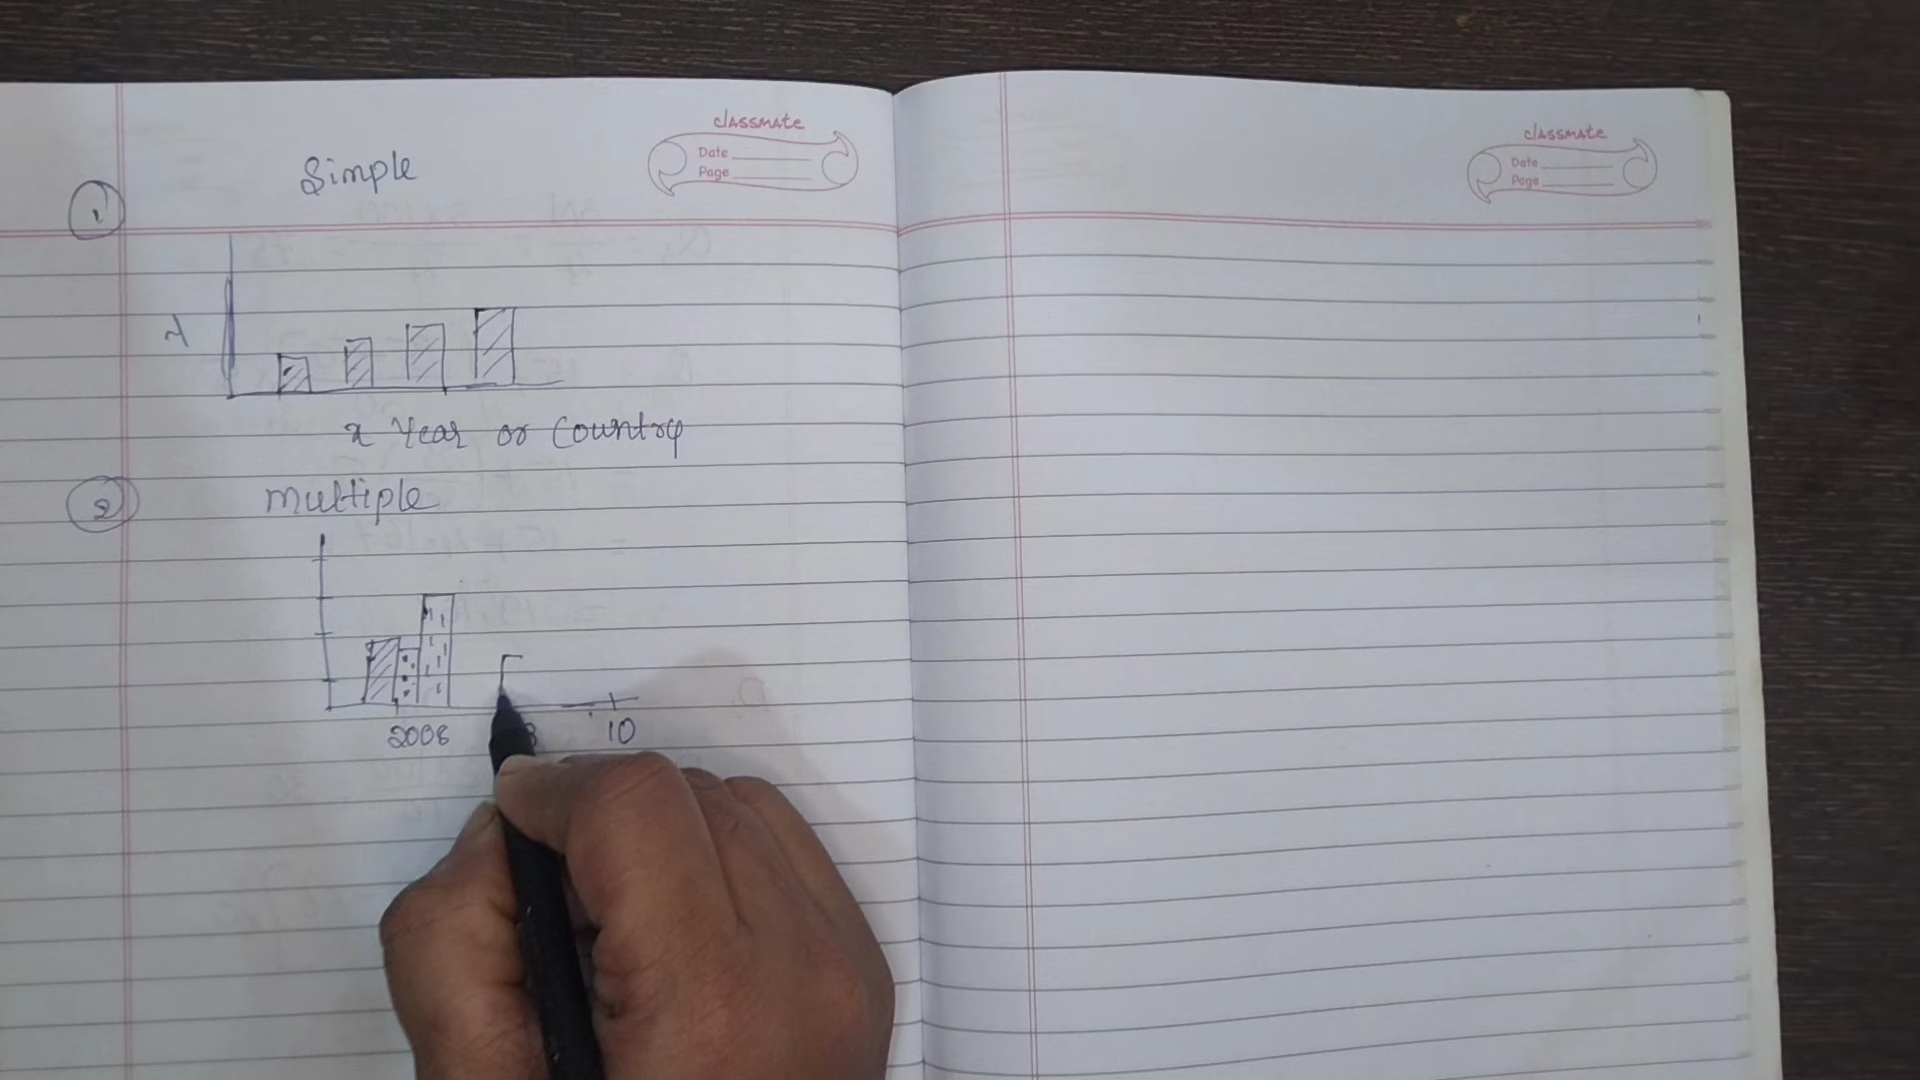 classmate
Date
Page
classmate
Date
Page
Simple
1
x Year or Country
2
multiple
2008
10